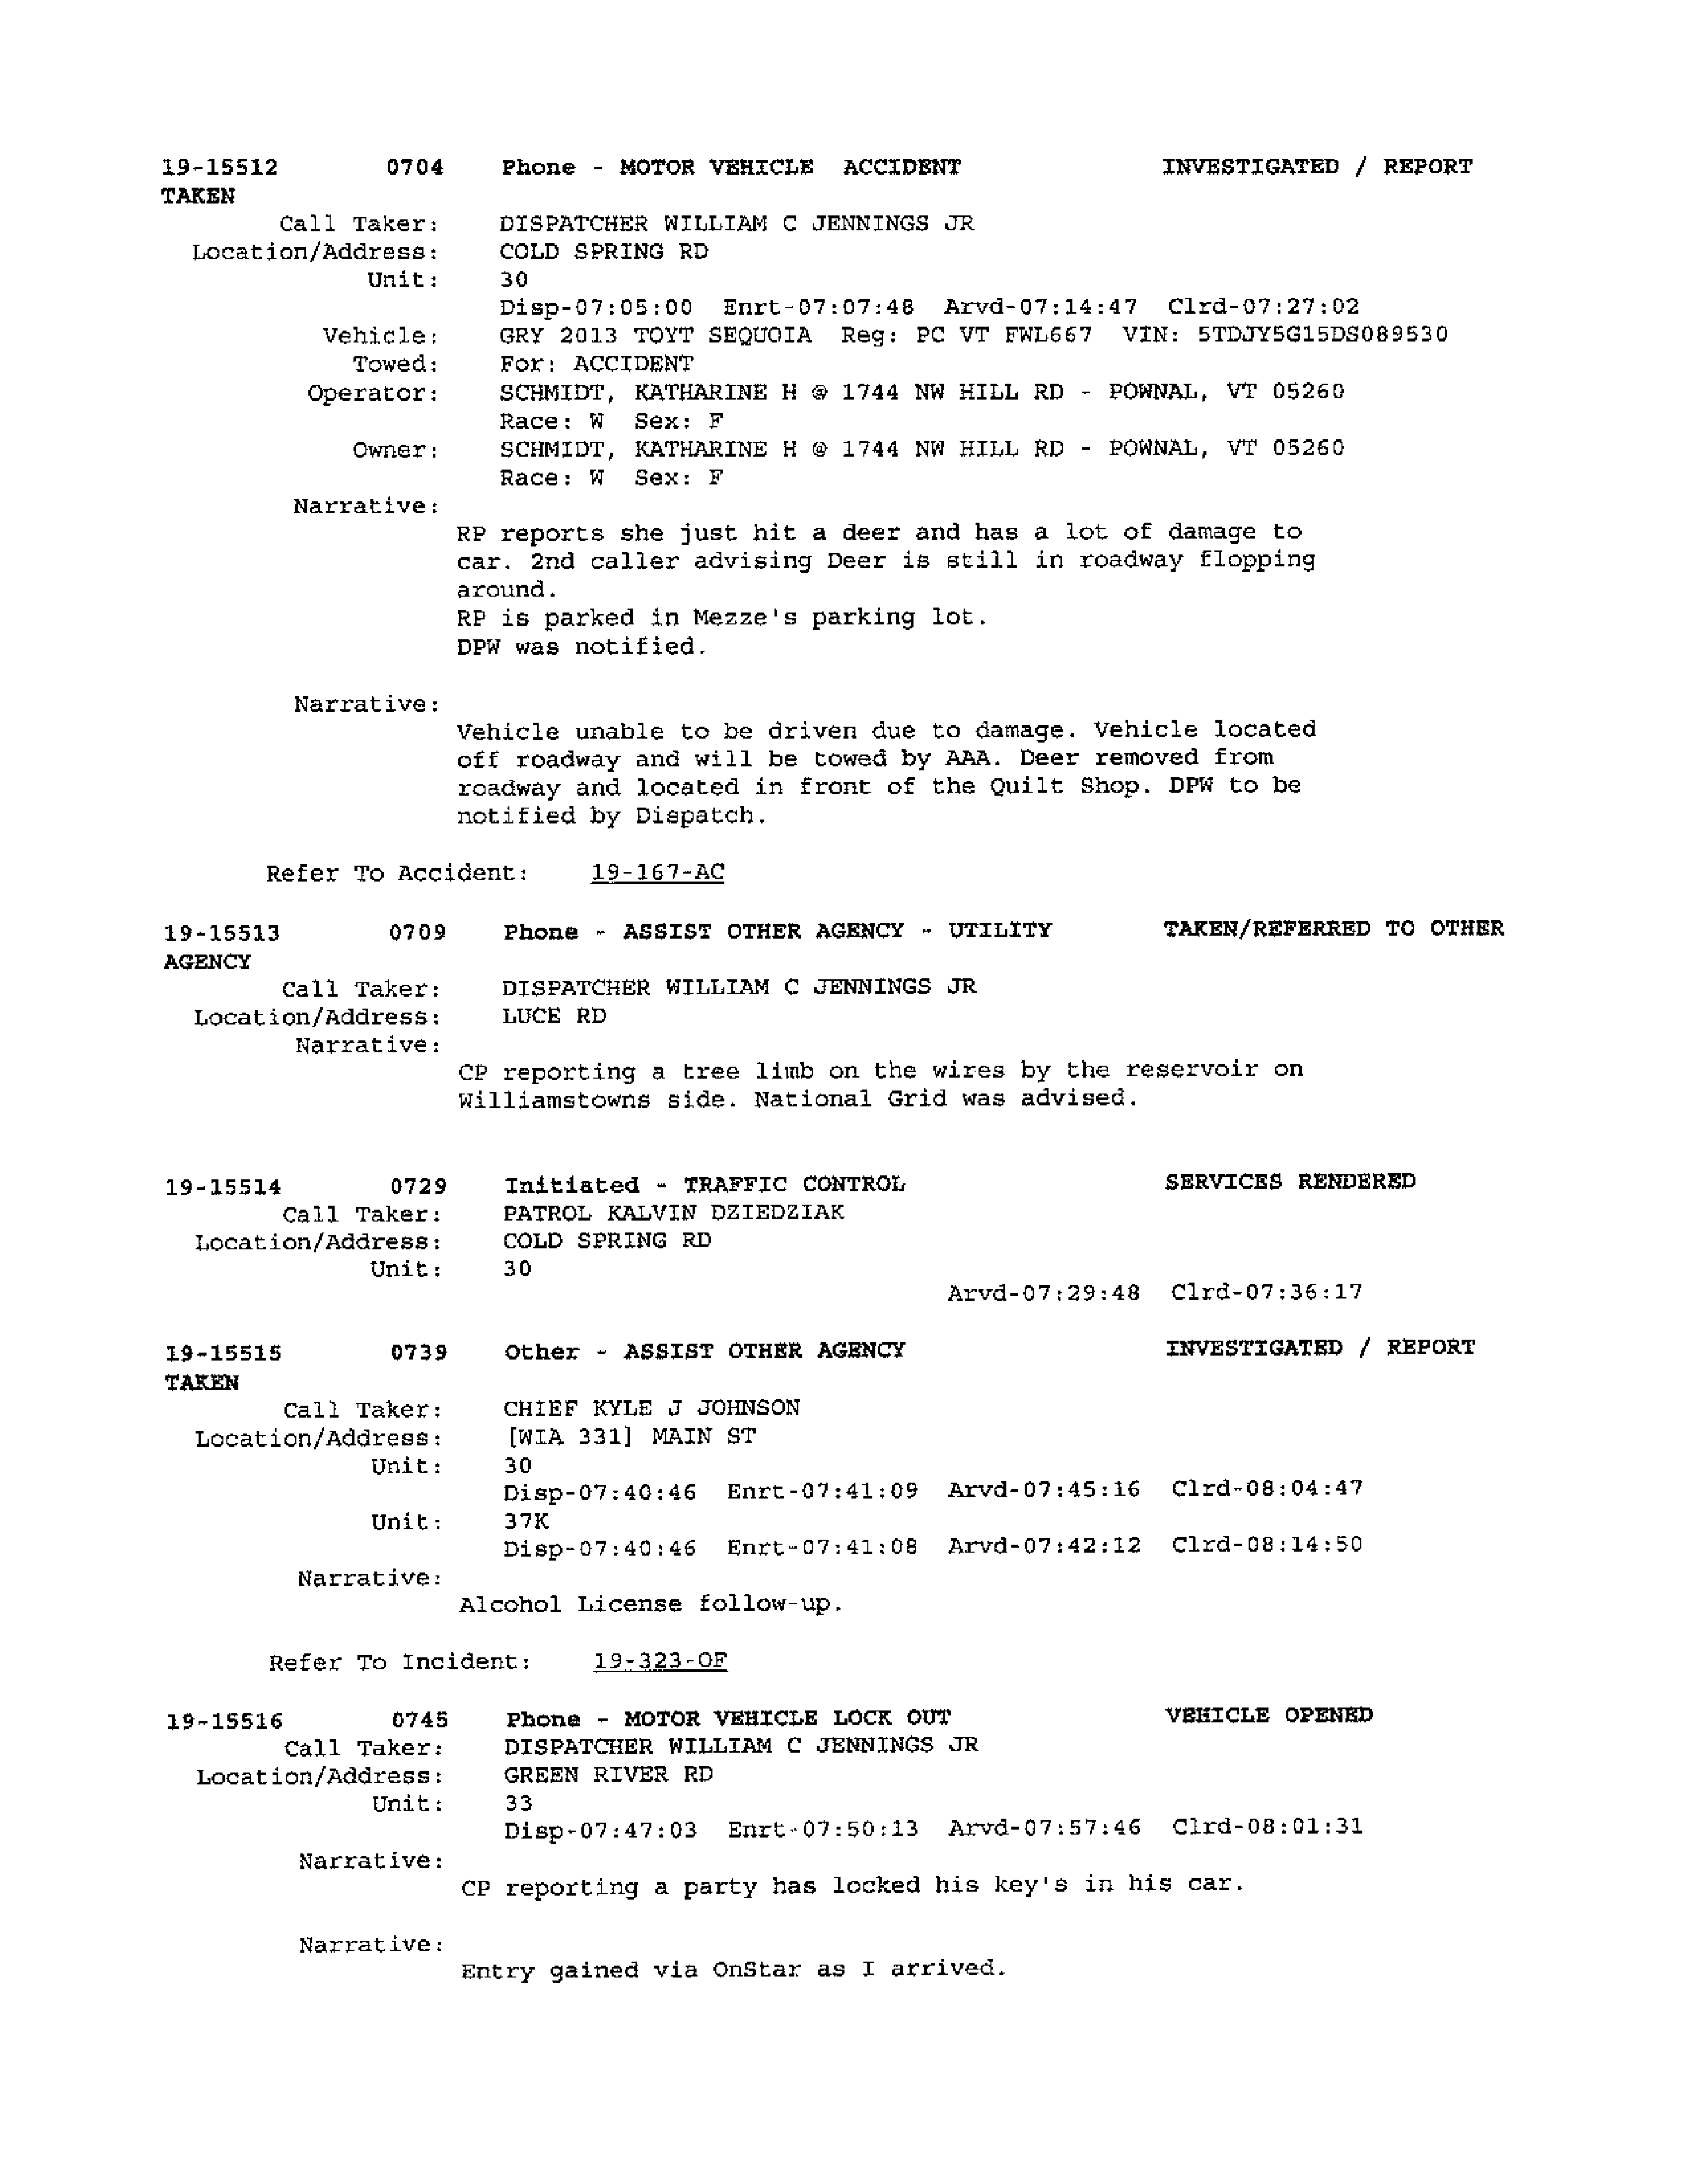 19-15512 0704 Phone - MOTOR VEHICLE ACCIDENT INVESTIGATED / REPORT
TAKEN
Call Taker: DISPATCHER WILLIAM C JENNINGS JR
Location/Address: COLD SPRING RD
Unit: 30
Disp-07:05:00 Enrt-07:07:48 Arvd-07:14:47 Clrd-07:27:02
Vehicle: GRY 2013 TOYT SEQUOIA Reg: PC VT FWL667 VIN: 5TDJY5G15DS089530
Towed: For: ACCIDENT
Operator: SCHMIDT, KATHARINE H @ 1744 NW HILL RD - POWNAL, VT 05260
Race: W Sex: F
Owner: SCHMIDT, KATHARINE H @ 1744 NW HILL RD - POWNAL, VT 05260
Race: W Sex: F
Narrative:
RP reports she just hit a deer and has a lot of damage to
car. 2nd caller advising Deer is still in roadway flopping
around.
RP is parked in Mezze's parking lot.
DPW was notified.
Narrative:
Vehicle unable to be driven due to damage. Vehicle located
off roadway and will be towed by AAA. Deer removed from
roadway and located in front of the Quilt Shop. DPW to be
notified by Dispatch.
Refer To Accident: 19-167-AC
19-15513 0709 Phone - ASSIST OTHER AGENCY - UTILITY TAKEN/REFERRED TO OTHER
AGENCY
Call Taker: DISPATCHER WILLIAM C JENNINGS JR
Location/Address: LUCE RD
Narrative:
CP reporting a tree limb on the wires by the reservoir on
Williamstowns side. National Grid was advised.
19-15514 0729 Initiated - TRAFFIC CONTROL SERVICES RENDERED
Call Taker: PATROL KALVIN DZIEDZIAK
Location/Address: COLD SPRING RD
Unit: 30
Arvd-07:29:48 Clrd-07:36:17
19-15515 0739 Other - ASSIST OTHER AGENCY INVESTIGATED / REPORT
TAKEN
Call Taker: CHIEF KYLE J JOHNSON
Location/Address: [WIA 331] MAIN ST
Unit: 30
Disp-07:40:46 Enrt-07:41:09 Arvd-07:45:16 Clrd-08:04:47
Unit: 37K
Disp-07:40:46 Enrt-07:41:08 Arvd-07:42:12 Clrd-08:14:50
Narrative:
Alcohol License follow-up.
Refer To Incident: 19-323-OF
19-15516 0745 Phone - MOTOR VEHICLE LOCK OUT VEHICLE OPENED
Call Taker: DISPATCHER WILLIAM C JENNINGS JR
Location/Address: GREEN RIVER RD
Unit: 33
Disp-07:47:03 Enrt-07:50:13 Arvd-07:57:46 Clrd-08:01:31
Narrative:
CP reporting a party has locked his key's in his car.
Narrative:
Entry gained via OnStar as I arrived.